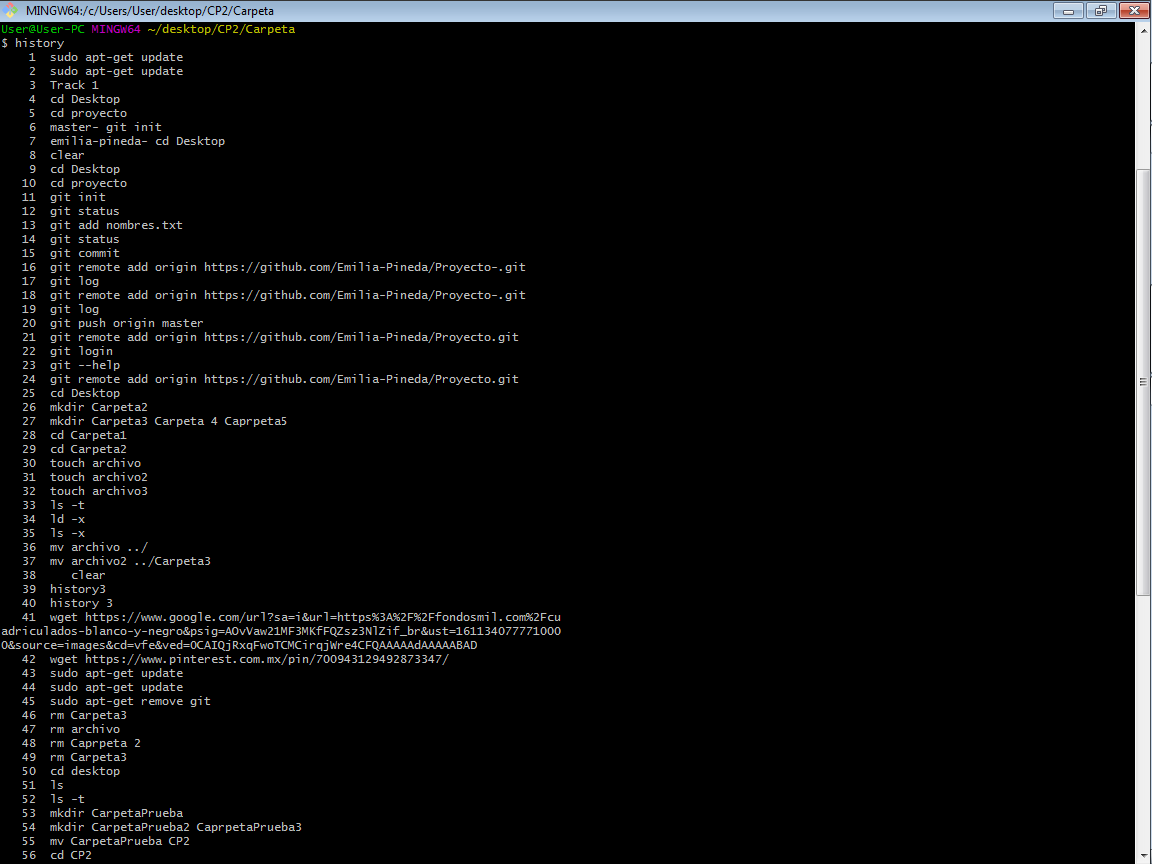 MINGW64:/c/Users/User/desktop/CP2/Carpeta
User@User-PC MINGW64 ~/desktop/CP2/Carpeta
$ history
1 sudo apt-get update
2 sudo apt-get update
3 Track 1
4 cd Desktop
5 cd proyecto
6 master- git init
7 emilia-pineda- cd Desktop
8 clear
9 cd Desktop
10 cd proyecto
11 git init
12 git status
13 git add nombres.txt
14 git status
15 git commit
16 git remote add origin https://github.com/Emilia-Pineda/Proyecto-.git
17 git log
18 git remote add origin https://github.com/Emilia-Pineda/Proyecto-.git
19 git log
20 git push origin master
21 git remote add origin https://github.com/Emilia-Pineda/Proyecto.git
22 git login
23 git --help
24 git remote add origin https://github.com/Emilia-Pineda/Proyecto.git
25 cd Desktop
26 mkdir Carpeta2
27 mkdir Carpeta3 Carpeta 4 Caprpeta5
28 cd Carpeta1
29 cd Carpeta2
30 touch archivo
31 touch archivo2
32 touch archivo3
33 ls -t
34 ld -x
35 ls -x
36 mv archivo ../
37 mv archivo2 ../Carpeta3
38 clear
39 history3
40 history 3
41 wget https://www.google.com/url?sa=i&url=https%3A%2F%2Ffondosmil.com%2Fcu
adriculados-blanco-y-negro&psig=AOvVaw21MF3MKfFQZsz3NlZif_br&ust=161134077771000
0&source=images&cd=vfe&ved=0CAIQjRxqFwoTCMCirqjWre4CFQAAAAAdAAAAABAD
42 wget https://www.pinterest.com.mx/pin/700943129492873347/
43 sudo apt-get update
44 sudo apt-get update
45 sudo apt-get remove git
46 rm Carpeta3
47 rm archivo
48 rm Caprpeta 2
49 rm Carpeta3
50 cd desktop
51 ls
52 ls -t
53 mkdir CarpetaPrueba
54 mkdir CarpetaPrueba2 CaprpetaPrueba3
55 mv CarpetaPrueba CP2
56 cd CP2